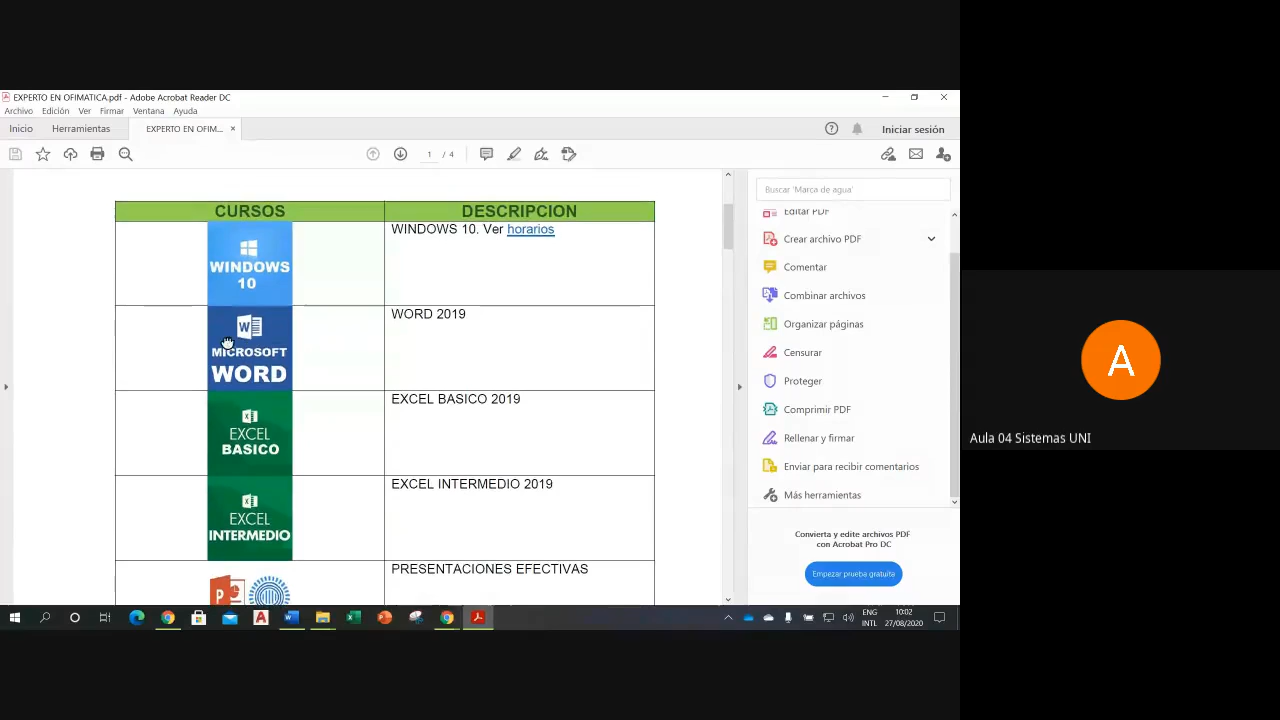 EXPERTO EN OFIMATICA.pdf - Adobe Acrobat Reader DC
Archivo Edición Ver Firmar Ventana Ayuda
Inicio Herramientas EXPERTO EN OFIM... × Iniciar sesión
1 / 4
CURSOS DESCRIPCION
WINDOWS 10
WINDOWS 10. Ver horarios
MICROSOFT WORD
WORD 2019
EXCEL BASICO
EXCEL BASICO 2019
EXCEL INTERMEDIO
EXCEL INTERMEDIO 2019
PRESENTACIONES EFECTIVAS
Buscar 'Marca de agua'
Editar PDF
Crear archivo PDF
Comentar
Combinar archivos
Organizar páginas
Censurar
Proteger
Comprimir PDF
Rellenar y firmar
Enviar para recibir comentarios
Más herramientas
Convierta y edite archivos PDF
con Acrobat Pro DC
Empezar prueba gratuita
ENG 10:02
INTL 27/08/2020
A
Aula 04 Sistemas UNI